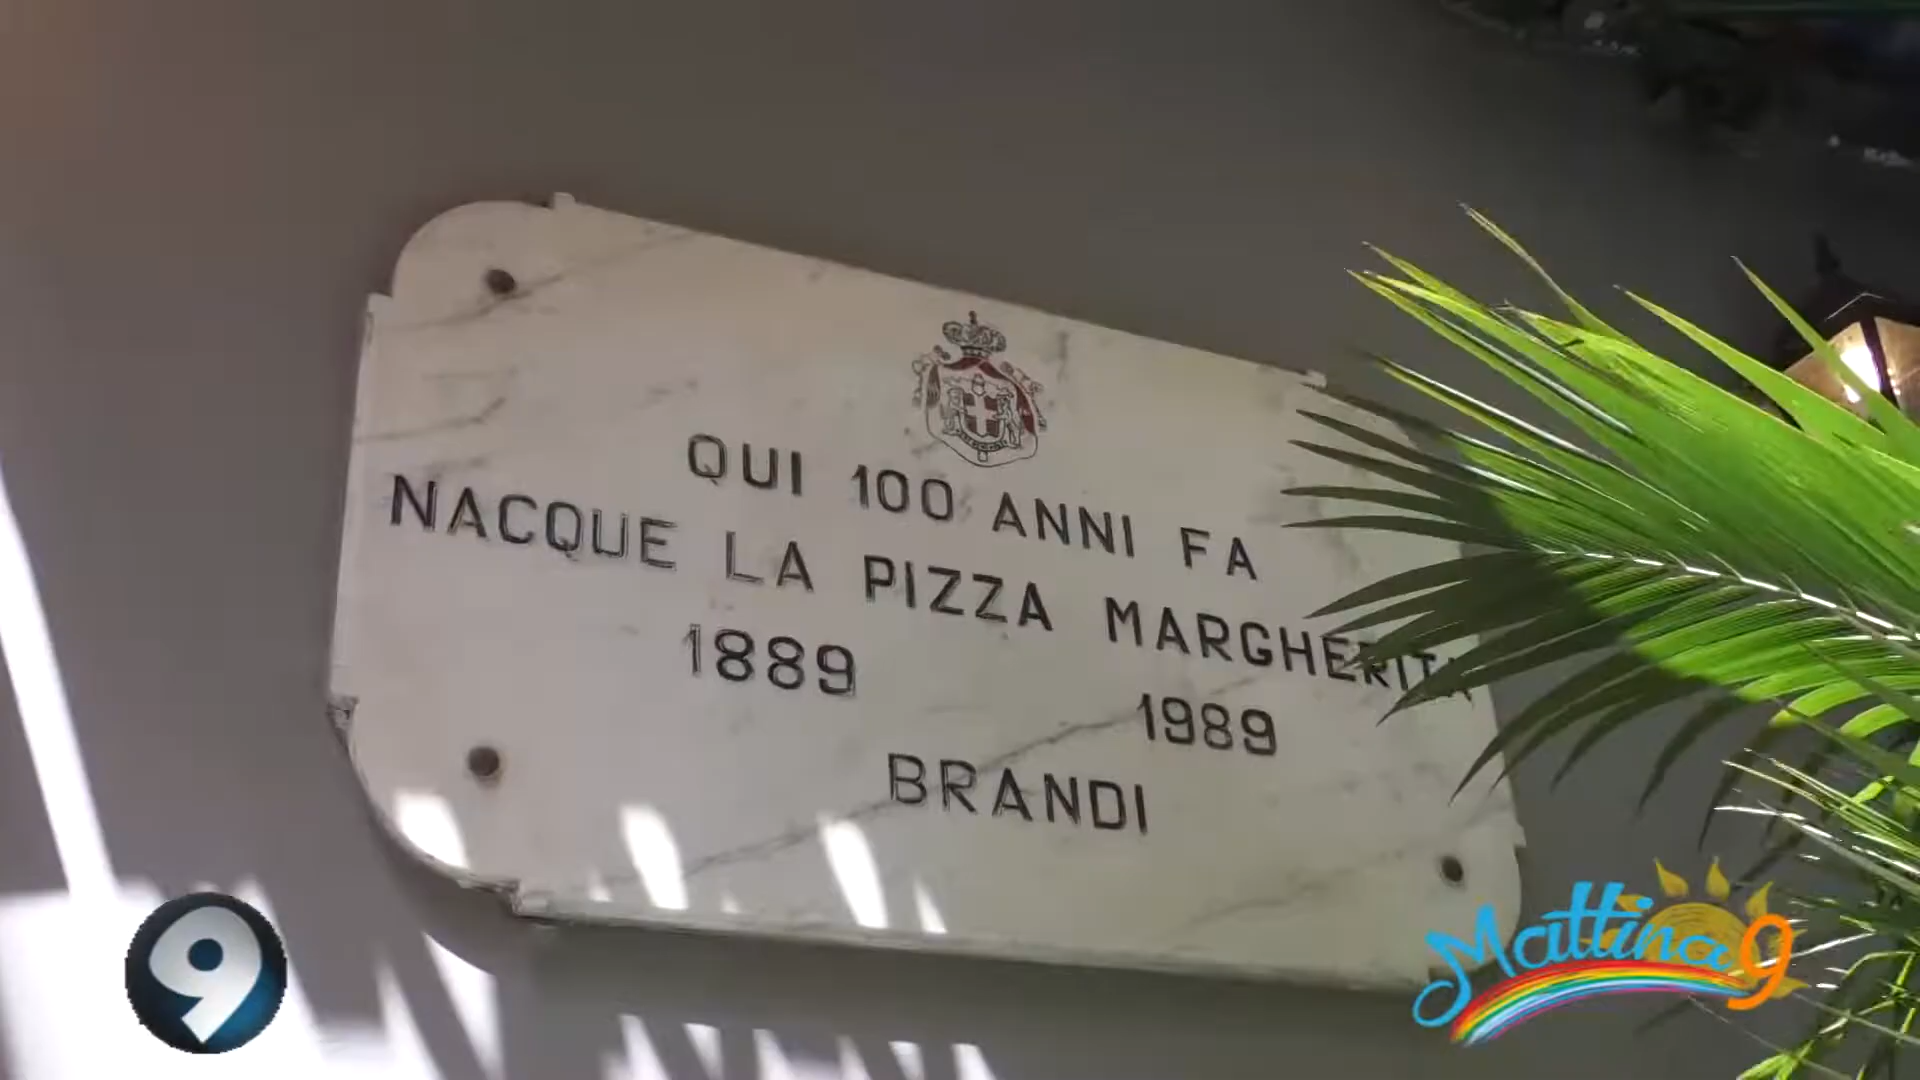 QUI 100 ANNI FA
NACQUE LA PIZZA MARGHERITA
1889 1989
BRANDI
9
Mattina 9